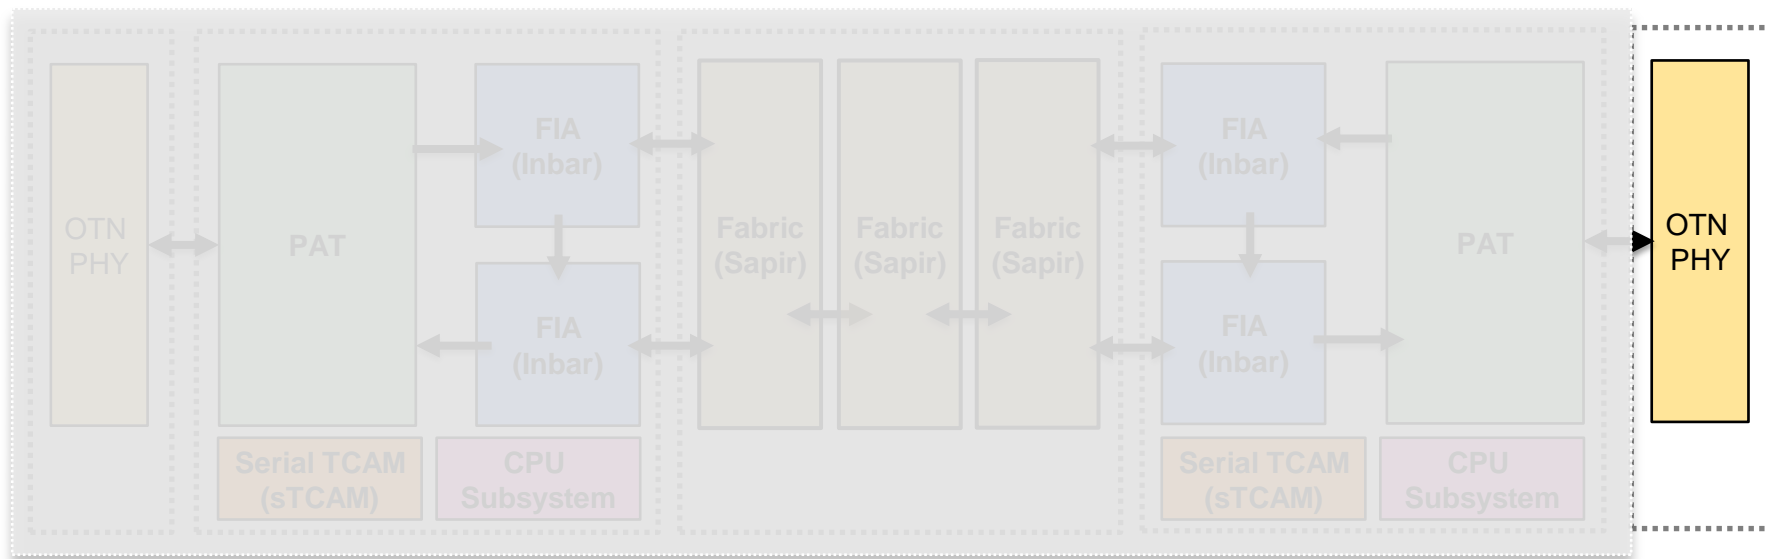 OTN
PHY
PAT
FIA
(Inbar)
FIA
(Inbar)
Serial TCAM
(sTCAM)
CPU
Subsystem
Fabric
(Sapir)
Fabric
(Sapir)
Fabric
(Sapir)
FIA
(Inbar)
FIA
(Inbar)
PAT
Serial TCAM
(sTCAM)
CPU
Subsystem
OTN
PHY